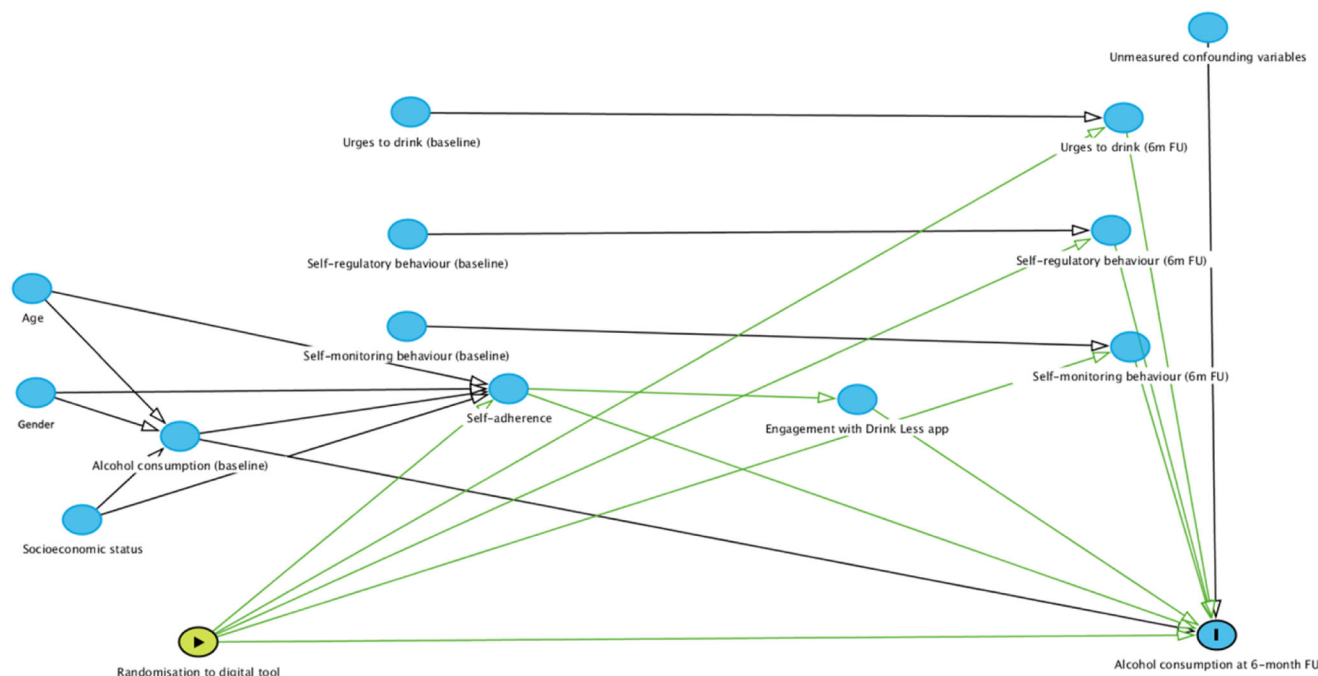 Unmeasured confounding variables
Urges to drink (baseline)
Urges to drink (6m FU)
Self-regulatory behaviour (baseline)
Self-regulatory behaviour (6m FU)
Age
Self-monitoring behaviour (baseline)
Self-monitoring behaviour (6m FU)
Gender
Self-adherence
Engagement with Drink Less app
Alcohol consumption (baseline)
Socioeconomic status
Randomisation to digital tool
Alcohol consumption at 6-month FU